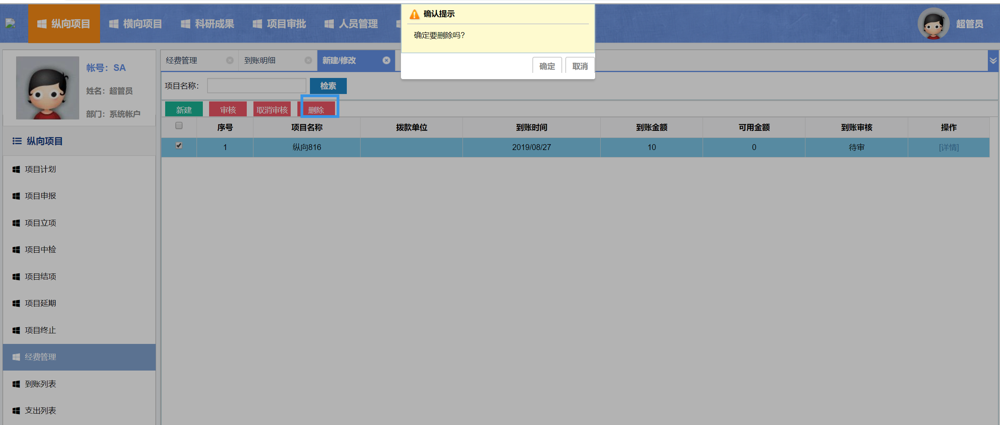 纵向项目 横向项目 科研成果 项目审批 人员管理 超管员
确认提示
确定要删除吗?
确定 取消
帐号：SA
姓名：超管员
部门：系统帐户
经费管理 到账明细 新建/修改
项目名称： 检索
新建 审核 取消审核 删除
序号 项目名称 拨款单位 到账时间 到账金额 可用金额 到账审核 操作
1 纵向816 2019/08/27 10 0 待审 [详情]
纵向项目
项目计划
项目申报
项目立项
项目中检
项目结项
项目延期
项目终止
经费管理
到账列表
支出列表